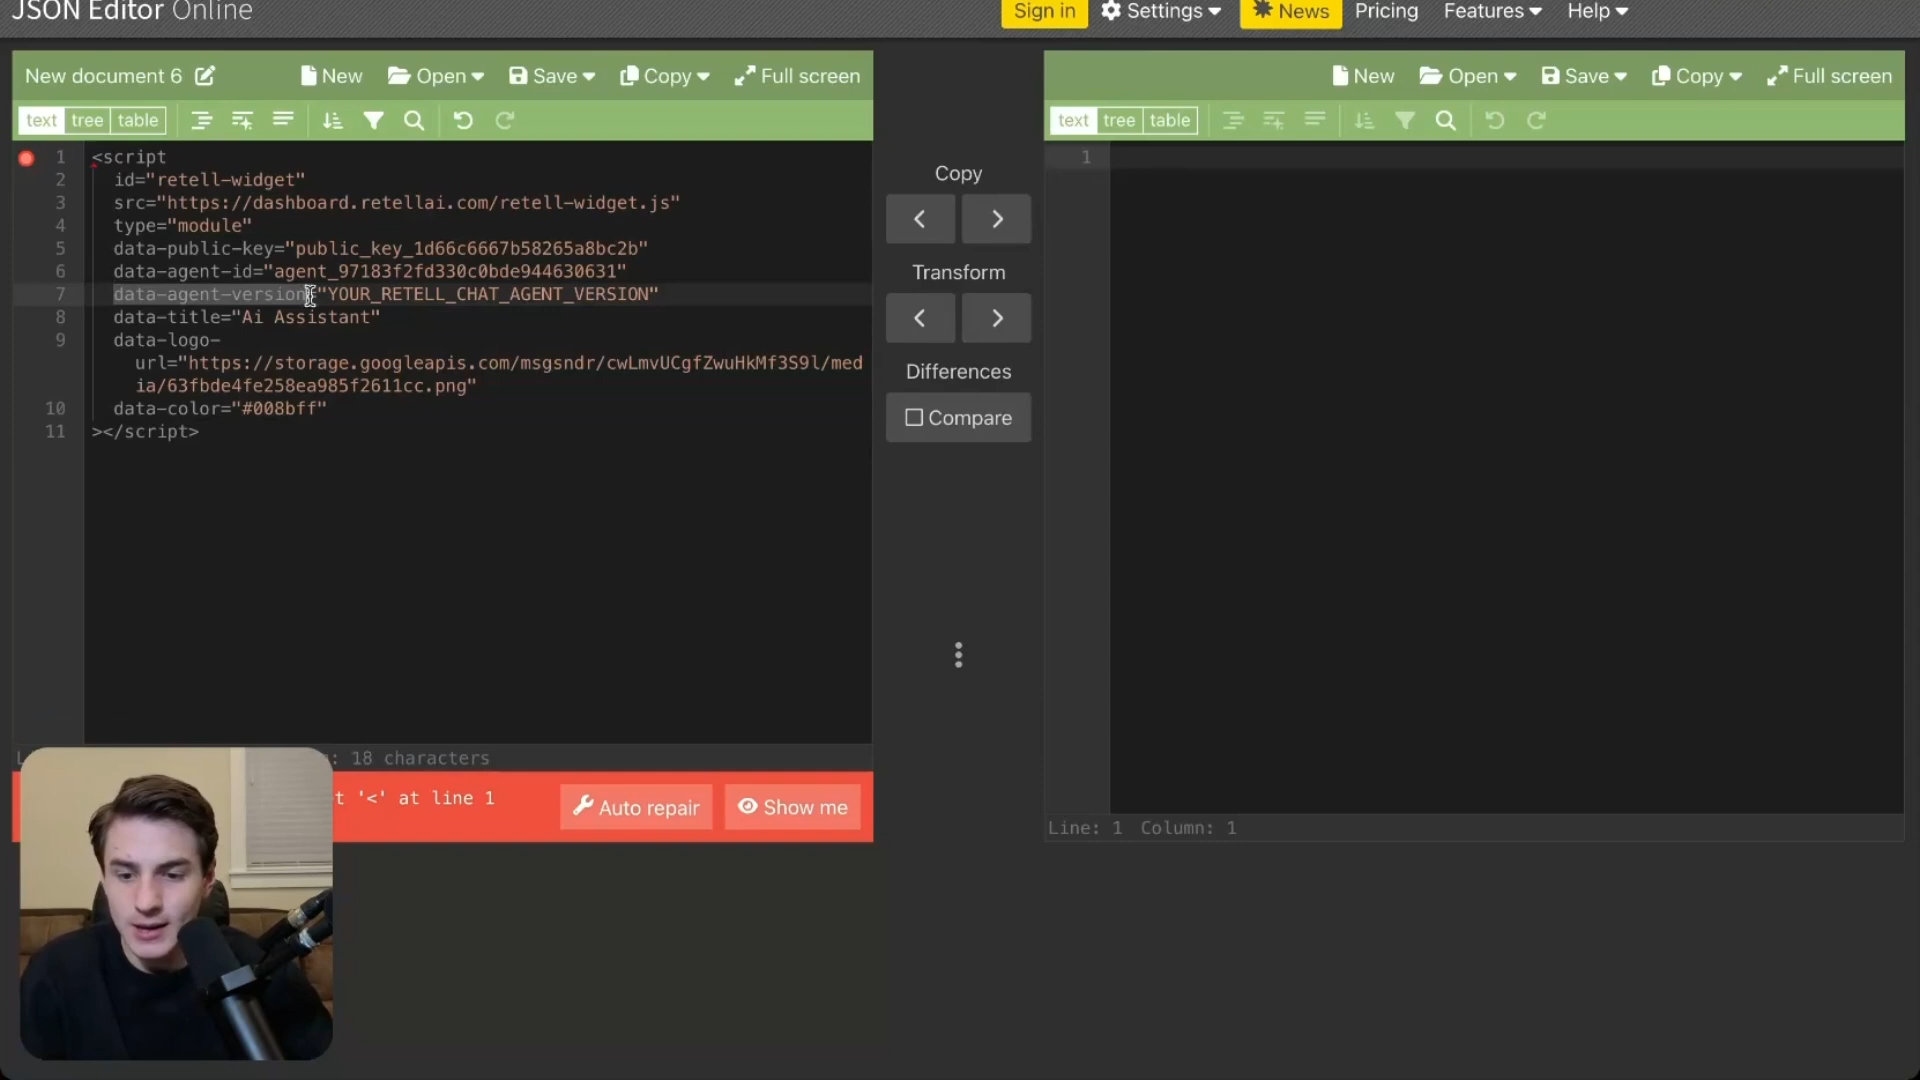 JSON Editor Online
Sign in Settings News Pricing Features Help
New document 6 New Open Save Copy Full screen
text tree table
1 <script
2 id="retell-widget"
3 src="https://dashboard.retellai.com/retell-widget.js"
4 type="module"
5 data-public-key="public_key_1d66c6667b58265a8bc2b"
6 data-agent-id="agent_97183f2fd330c0bde944630631"
7 data-agent-version="YOUR_RETELL_CHAT_AGENT_VERSION"
8 data-title="Ai Assistant"
9 data-logo-
url="https://storage.googleapis.com/msgsndr/cwLmvUCgfZwuHkMf3S9l/med
ia/63fbde4fe258ea985f2611cc.png"
10 data-color="#008bff"
11 ></script>
: 18 characters
t '<' at line 1
Auto repair Show me
Copy
Transform
Differences
Compare
New Open Save Copy Full screen
text tree table
1
Line: 1 Column: 1